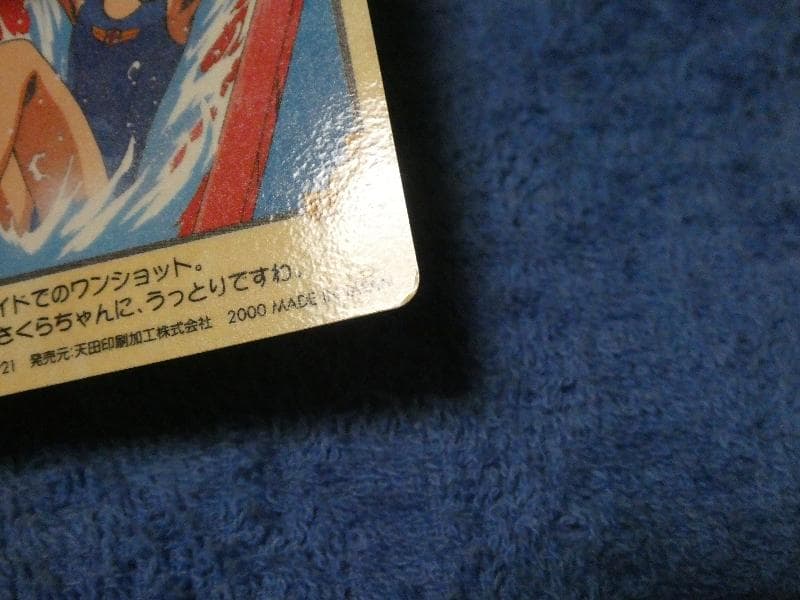 イドでのワンショット。
さくらちゃんに、うっとりですわ。
21 発売元:天田印刷加工株式会社 2000 MADE IN JAPAN